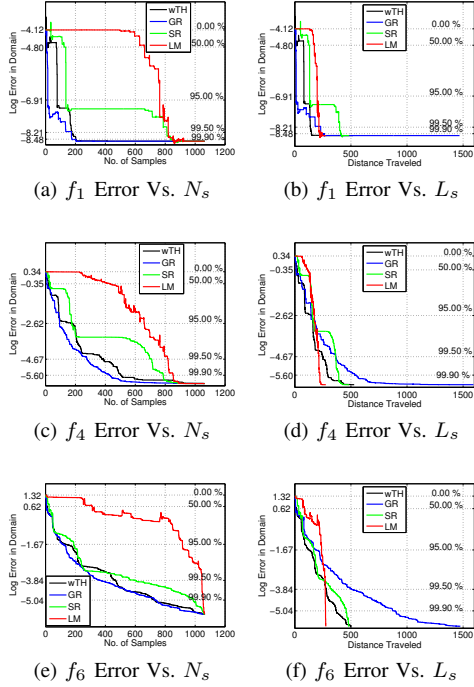 -4.12
-4.80
-6.91
-8.21
-8.48
Log Error in Domain
wTH
GR
SR
LM
0.00 %
50.00 %
95.00 %
99.50 %
99.90 %
0 200 400 600 800 1000 1200
No. of Samples
(a) f1 Error Vs. Ns
-4.12
-4.80
-6.91
-8.21
-8.48
Log Error in Domain
wTH
GR
SR
LM
0.00 %
50.00 %
95.00 %
99.50 %
99.90 %
0 500 1000 1500
Distance Traveled
(b) f1 Error Vs. Ls
0.34
-0.35
-2.62
-4.67
-5.60
Log Error in Domain
wTH
GR
SR
LM
0.00 %
50.00 %
95.00 %
99.50 %
99.90 %
0 200 400 600 800 1000 1200
No. of Samples
(c) f4 Error Vs. Ns
0.34
-0.35
-2.62
-4.67
-5.60
Log Error in Domain
wTH
GR
SR
LM
0.00 %
50.00 %
95.00 %
99.50 %
99.90 %
0 500 1000 1500
Distance Traveled
(d) f4 Error Vs. Ls
1.32
0.62
-1.67
-3.84
-5.04
Log Error in Domain
wTH
GR
SR
LM
0.00 %
50.00 %
95.00 %
99.50 %
99.90 %
0 200 400 600 800 1000 1200
No. of Samples
(e) f6 Error Vs. Ns
1.32
0.62
-1.67
-3.84
-5.04
Log Error in Domain
wTH
GR
SR
LM
0.00 %
50.00 %
95.00 %
99.50 %
99.90 %
0 500 1000 1500
Distance Traveled
(f) f6 Error Vs. Ls